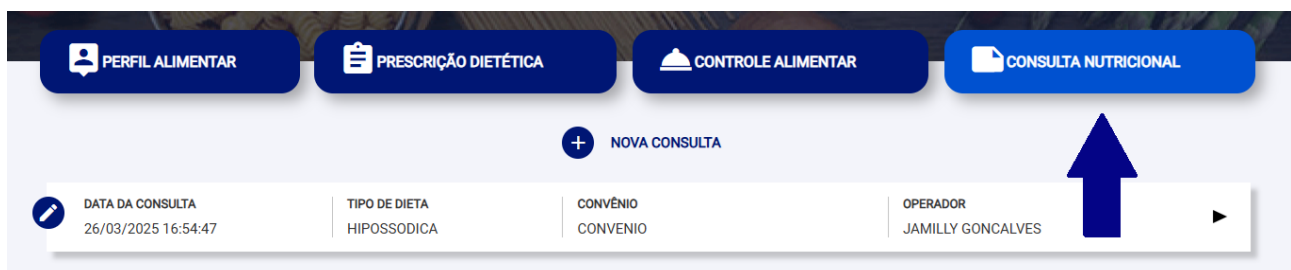 PERFIL ALIMENTAR
PRESCRIÇÃO DIETÉTICA
CONTROLE ALIMENTAR
CONSULTA NUTRICIONAL
NOVA CONSULTA
DATA DA CONSULTA
26/03/2025 16:54:47
TIPO DE DIETA
HIPOSSODICA
CONVÊNIO
CONVENIO
OPERADOR
JAMILLY GONCALVES